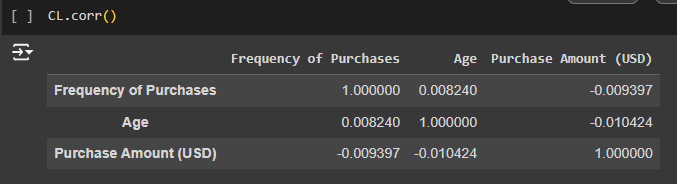 [ ] CL.corr()
Frequency of Purchases Age Purchase Amount (USD)
Frequency of Purchases 1.000000 0.008240 -0.009397
Age 0.008240 1.000000 -0.010424
Purchase Amount (USD) -0.009397 -0.010424 1.000000